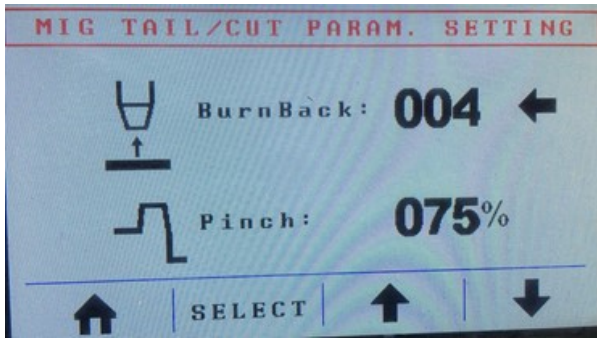 MIG TAIL/CUT PARAM. SETTING
BurnBack: 004
Pinch: 075%
SELECT